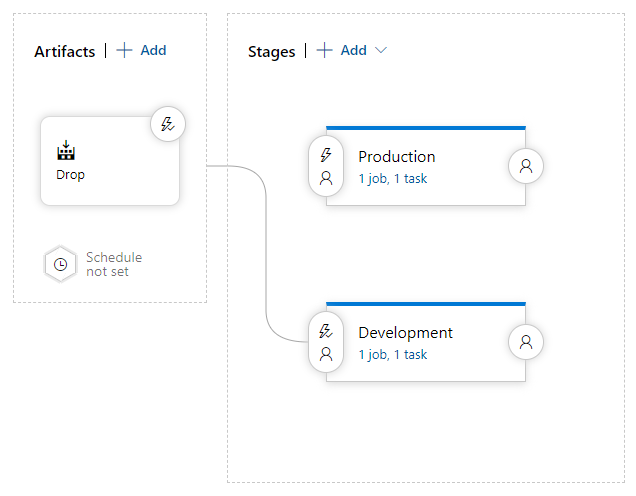 Artifacts | + Add
Drop
Schedule
not set
Stages | + Add
Production
1 job, 1 task
Development
1 job, 1 task